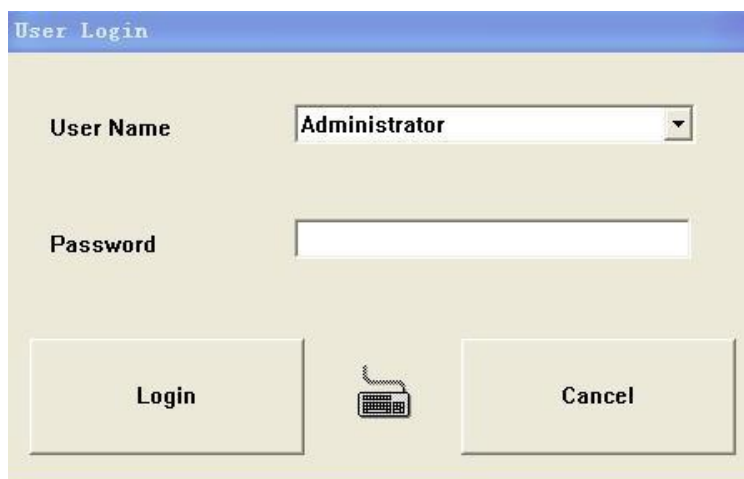 User Login
User Name
Administrator
Password
Login
Cancel